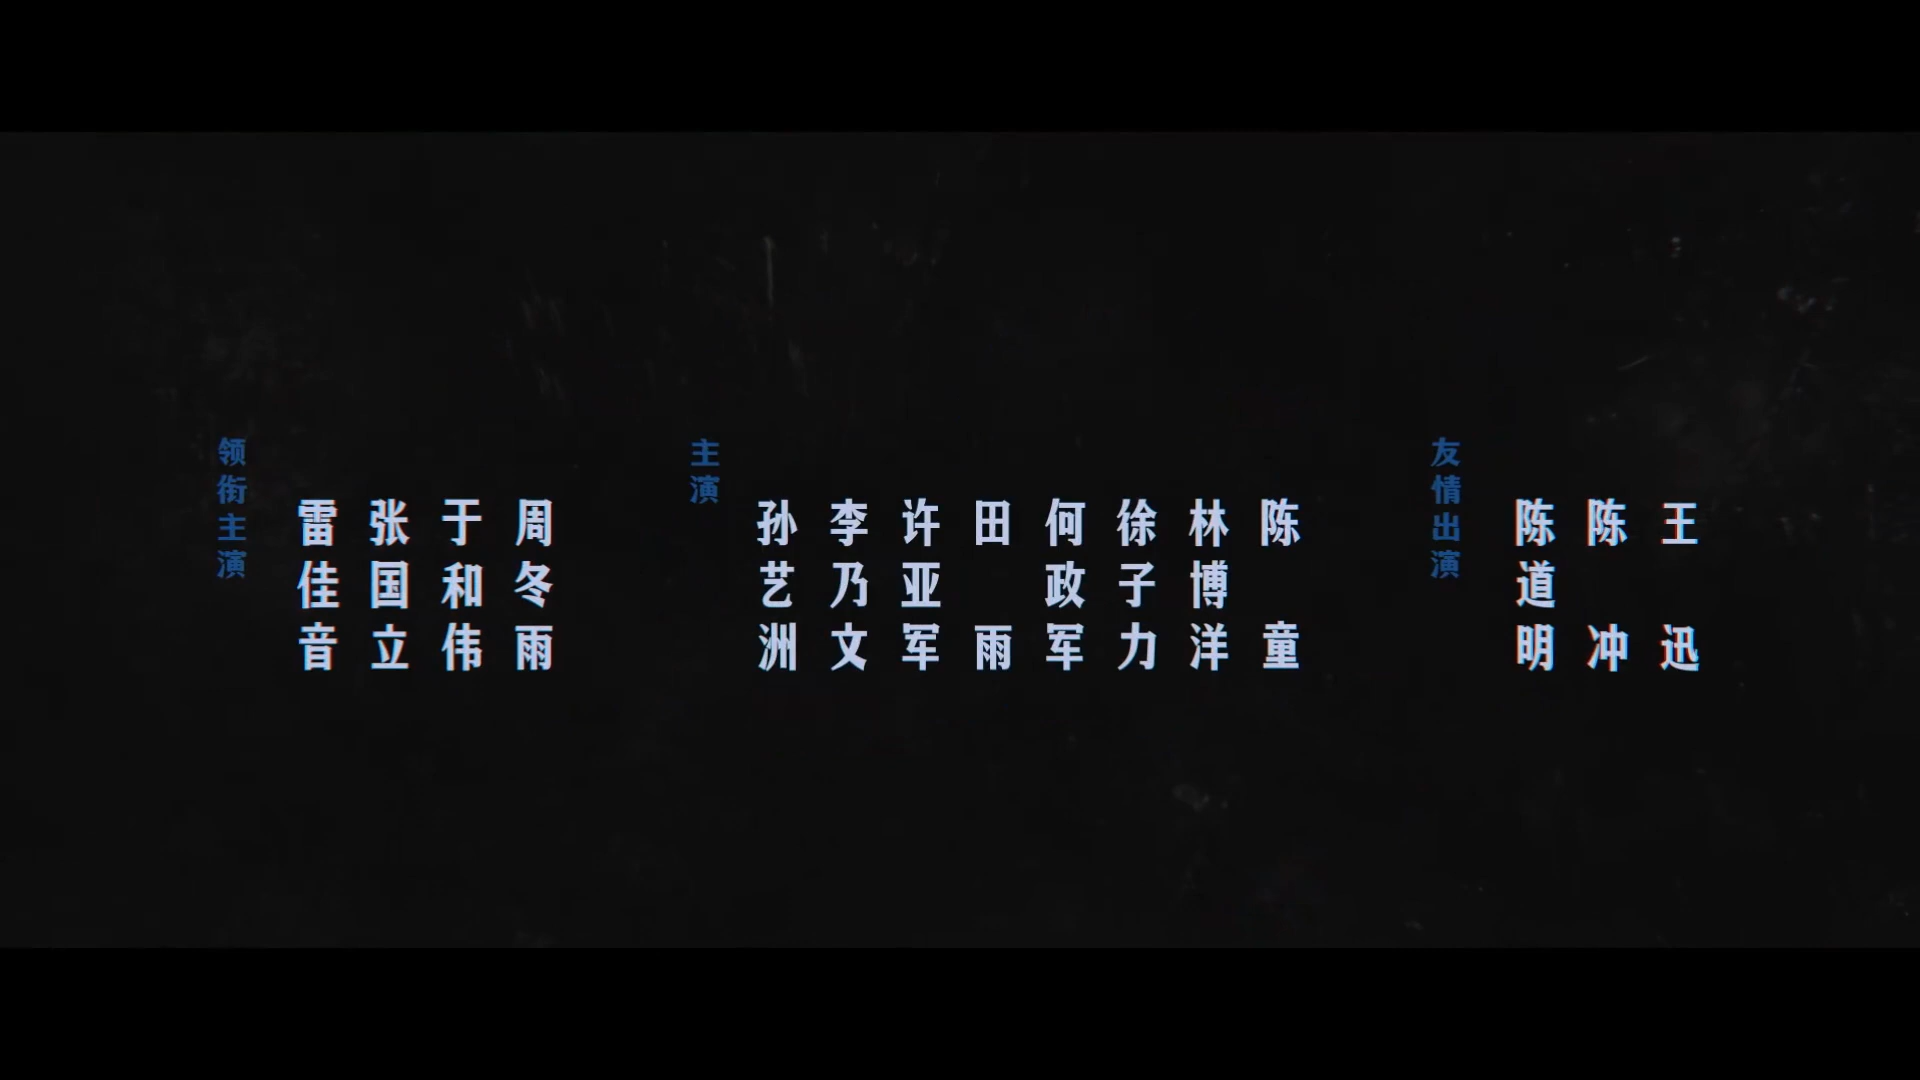 领衔主演
雷佳音
张国立
于和伟
周冬雨
主演
孙艺洲
李乃文
许亚军
田雨
何政军
徐子力
林博洋
陈童
友情出演
陈道明
陈冲
王迅